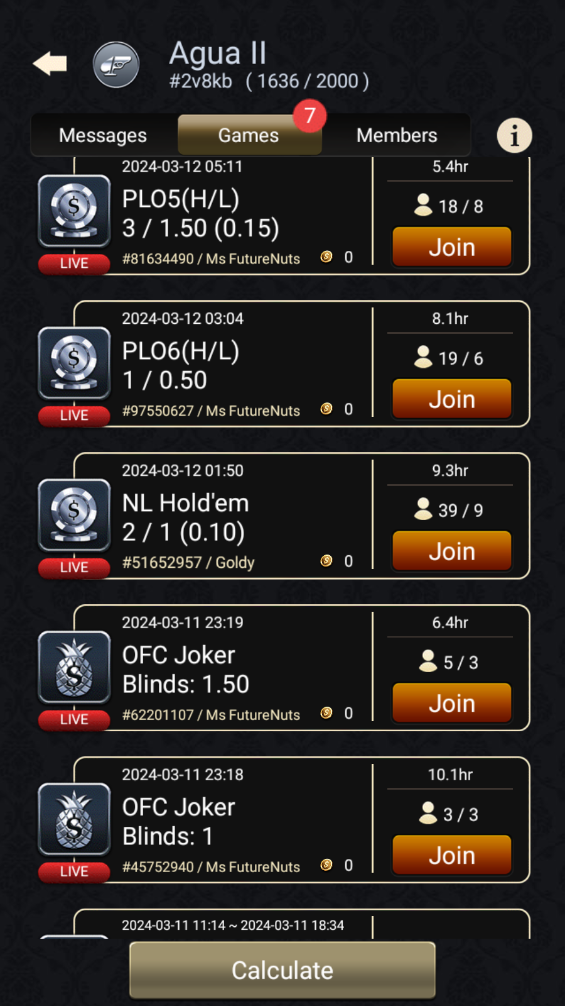 Agua II
#2v8kb ( 1636 / 2000 )
7
Messages Games Members i
2024-03-12 05:11 5.4hr
PLO5(H/L) 18 / 8
3 / 1.50 (0.15) Join
LIVE #81634490 / Ms FutureNuts 0
2024-03-12 03:04 8.1hr
PLO6(H/L) 19 / 6
1 / 0.50 Join
LIVE #97550627 / Ms FutureNuts 0
2024-03-12 01:50 9.3hr
NL Hold'em 39 / 9
2 / 1 (0.10) Join
LIVE #51652957 / Goldy 0
2024-03-11 23:19 6.4hr
OFC Joker 5 / 3
Blinds: 1.50 Join
LIVE #62201107 / Ms FutureNuts 0
2024-03-11 23:18 10.1hr
OFC Joker 3 / 3
Blinds: 1 Join
LIVE #45752940 / Ms FutureNuts 0
2024-03-11 11:14 ~ 2024-03-11 18:34
Calculate